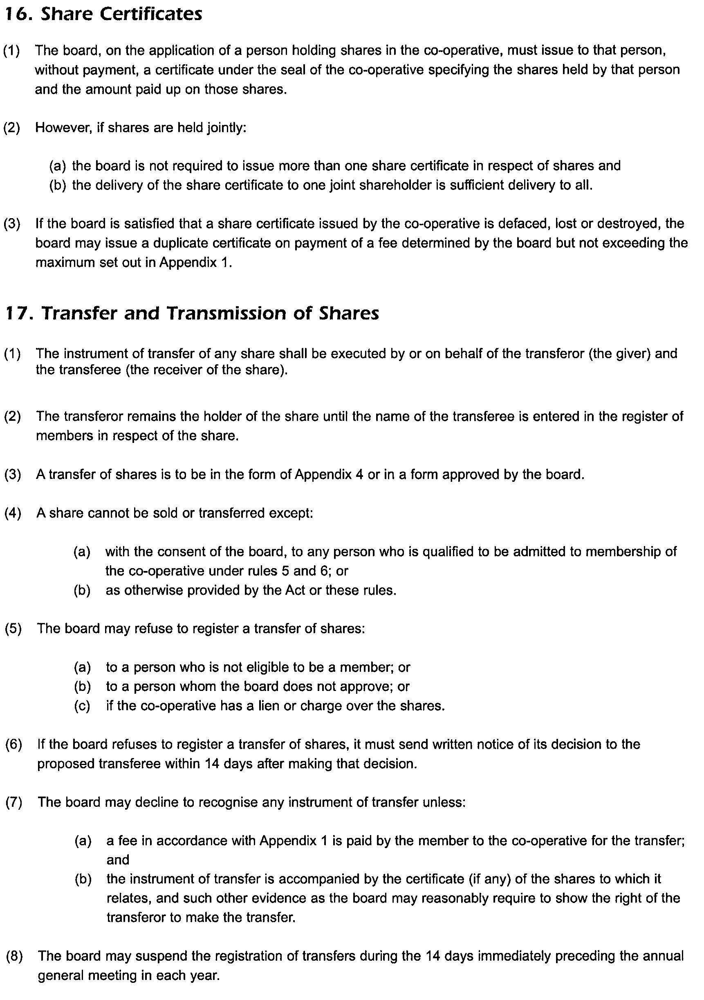 16. Share Certificates
(1) The board, on the application of a person holding shares in the co-operative, must issue to that person,
without payment, a certificate under the seal of the co-operative specifying the shares held by that person
and the amount paid up on those shares.
(2) However, if shares are held jointly:
(a) the board is not required to issue more than one share certificate in respect of shares and
(b) the delivery of the share certificate to one joint shareholder is sufficient delivery to all.
(3) If the board is satisfied that a share certificate issued by the co-operative is defaced, lost or destroyed, the
board may issue a duplicate certificate on payment of a fee determined by the board but not exceeding the
maximum set out in Appendix 1.
17. Transfer and Transmission of Shares
(1) The instrument of transfer of any share shall be executed by or on behalf of the transferor (the giver) and
the transferee (the receiver of the share).
(2) The transferor remains the holder of the share until the name of the transferee is entered in the register of
members in respect of the share.
(3) A transfer of shares is to be in the form of Appendix 4 or in a form approved by the board.
(4) A share cannot be sold or transferred except:
(a) with the consent of the board, to any person who is qualified to be admitted to membership of
the co-operative under rules 5 and 6; or
(b) as otherwise provided by the Act or these rules.
(5) The board may refuse to register a transfer of shares:
(a) to a person who is not eligible to be a member; or
(b) to a person whom the board does not approve; or
(c) if the co-operative has a lien or charge over the shares.
(6) If the board refuses to register a transfer of shares, it must send written notice of its decision to the
proposed transferee within 14 days after making that decision.
(7) The board may decline to recognise any instrument of transfer unless:
(a) a fee in accordance with Appendix 1 is paid by the member to the co-operative for the transfer;
and
(b) the instrument of transfer is accompanied by the certificate (if any) of the shares to which it
relates, and such other evidence as the board may reasonably require to show the right of the
transferor to make the transfer.
(8) The board may suspend the registration of transfers during the 14 days immediately preceding the annual
general meeting in each year.